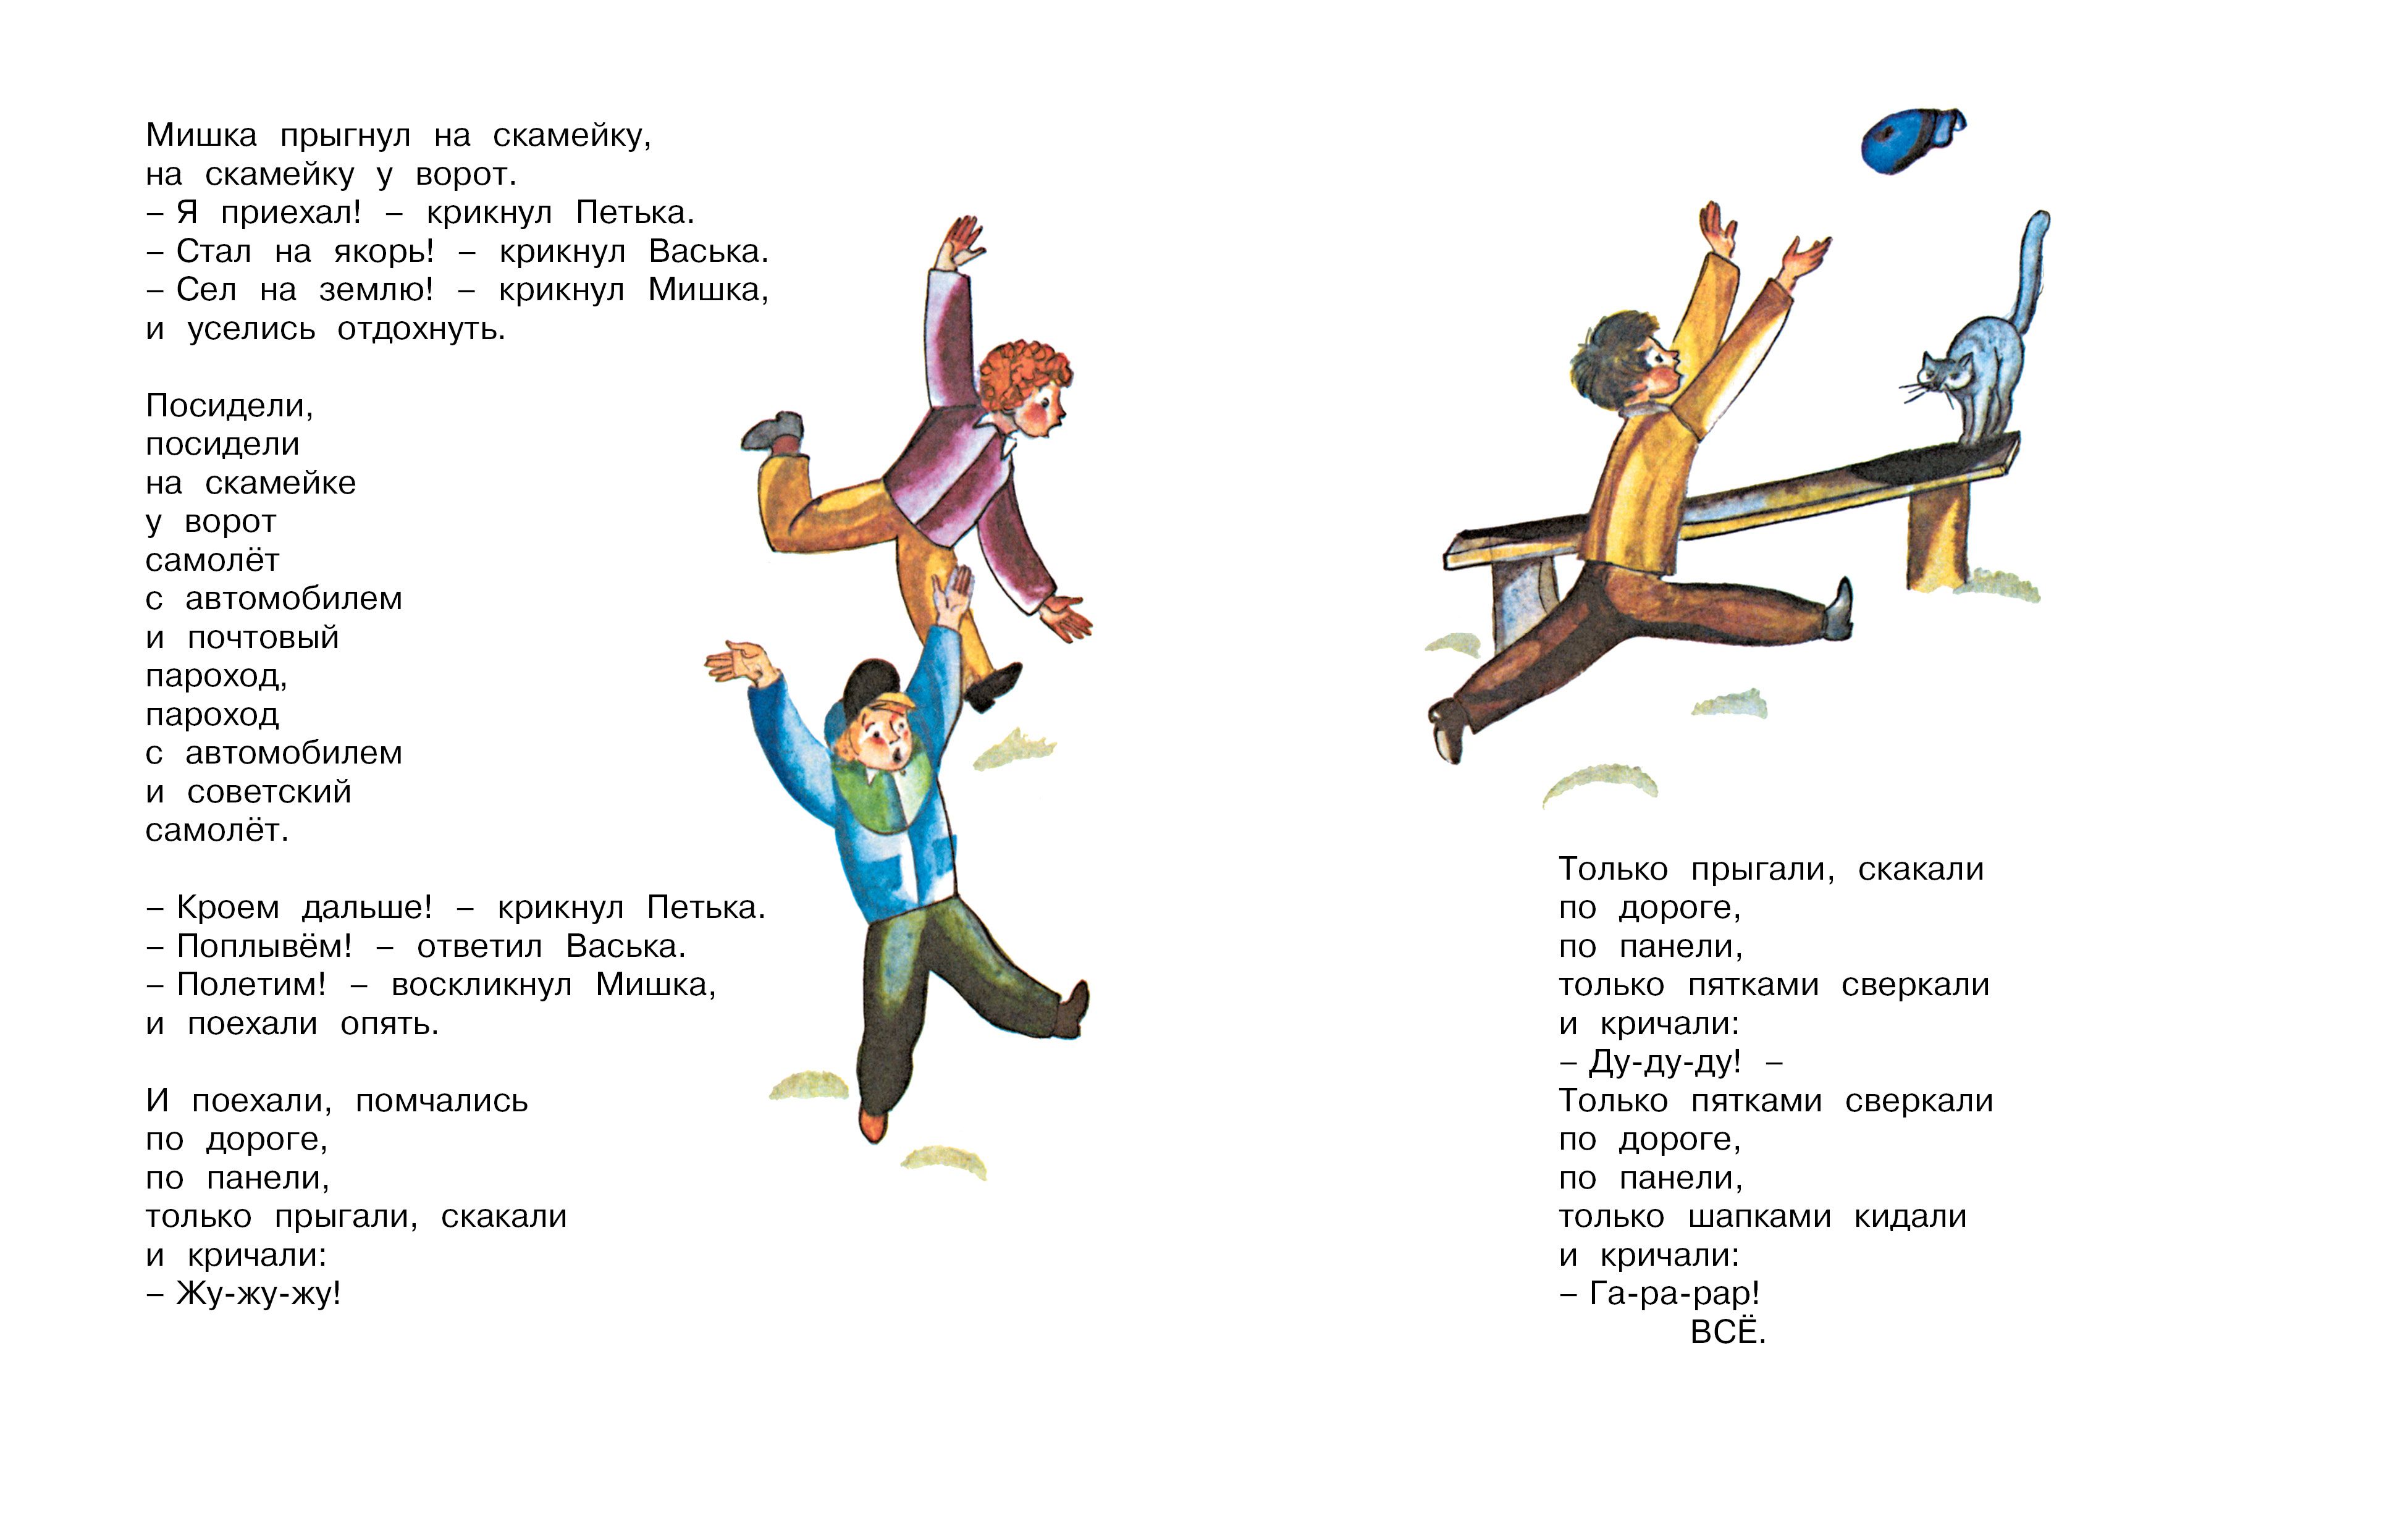 Мишка прыгнул на скамейку,
на скамейку у ворот.
– Я приехал! – крикнул Петька.
– Стал на якорь! – крикнул Васька.
– Сел на землю! – крикнул Мишка,
и уселись отдохнуть.
Посидели,
посидели
на скамейке
у ворот
самолёт
с автомобилем
и почтовый
пароход,
пароход
с автомобилем
и советский
самолёт.
– Кроем дальше! – крикнул Петька.
– Поплывём! – ответил Васька.
– Полетим! – воскликнул Мишка,
и поехали опять.
И поехали, помчались
по дороге,
по панели,
только прыгали, скакали
и кричали:
– Жу-жу-жу!
Только прыгали, скакали
по дороге,
по панели,
только пятками сверкали
и кричали:
– Ду-ду-ду! –
Только пятками сверкали
по дороге,
по панели,
только шапками кидали
и кричали:
– Га-ра-рар!
ВСЁ.